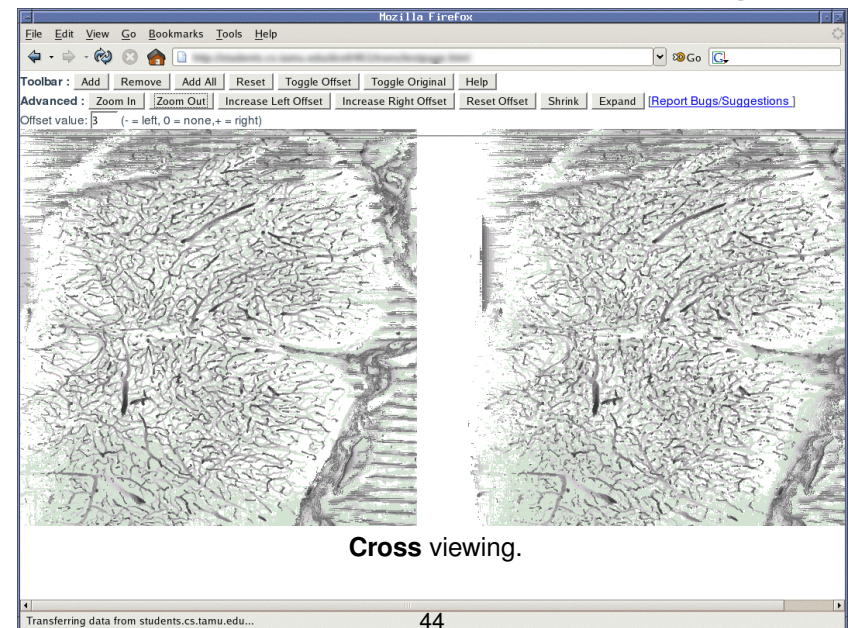 Mozilla Firefox
File Edit View Go Bookmarks Tools Help
Go
Toolbar : Add Remove Add All Reset Toggle Offset Toggle Original Help
Advanced : Zoom In Zoom Out Increase Left Offset Increase Right Offset Reset Offset Shrink Expand [Report Bugs/Suggestions ]
Offset value: 3 (- = left, 0 = none,+ = right)
Cross viewing.
Transferring data from students.cs.tamu.edu...
44